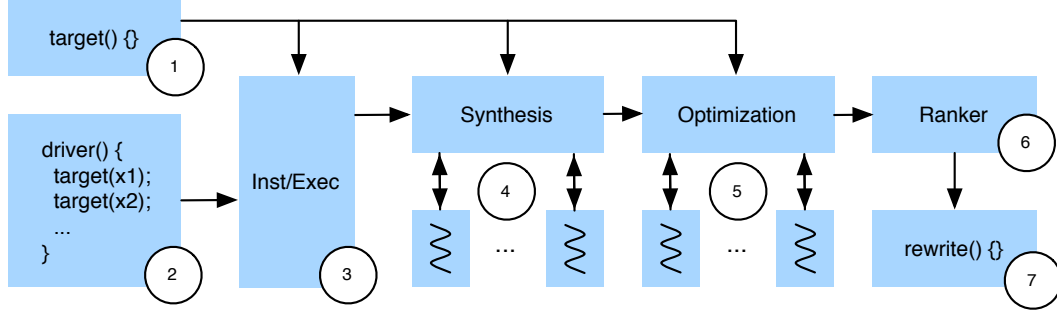 target() {}
1
driver() {
target(x1);
target(x2);
...
}
2
Inst/Exec
3
Synthesis
4
...
Optimization
5
...
Ranker
6
rewrite() {}
7